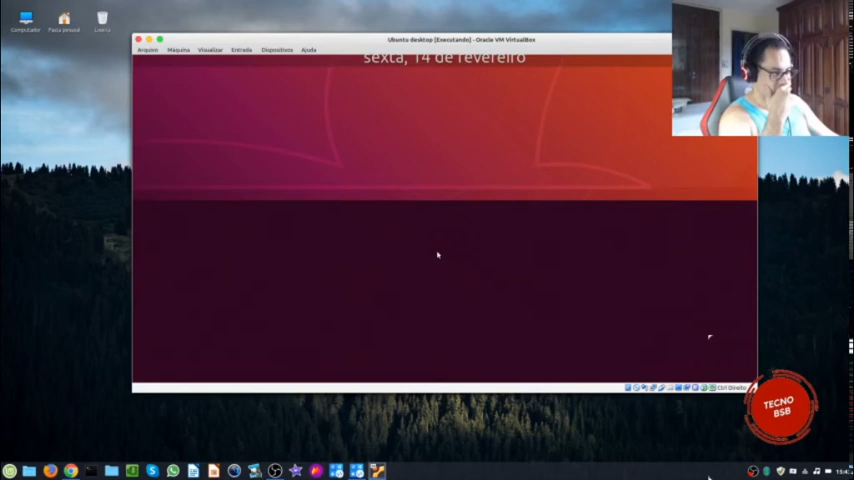 Computador
Pasta pessoal
Lixeira
Ubuntu desktop [Executando] - Oracle VM VirtualBox
Arquivo Máquina Visualizar Entrada Dispositivos Ajuda
sexta, 14 de fevereiro
Ctrl Direito
TECNO
BSB